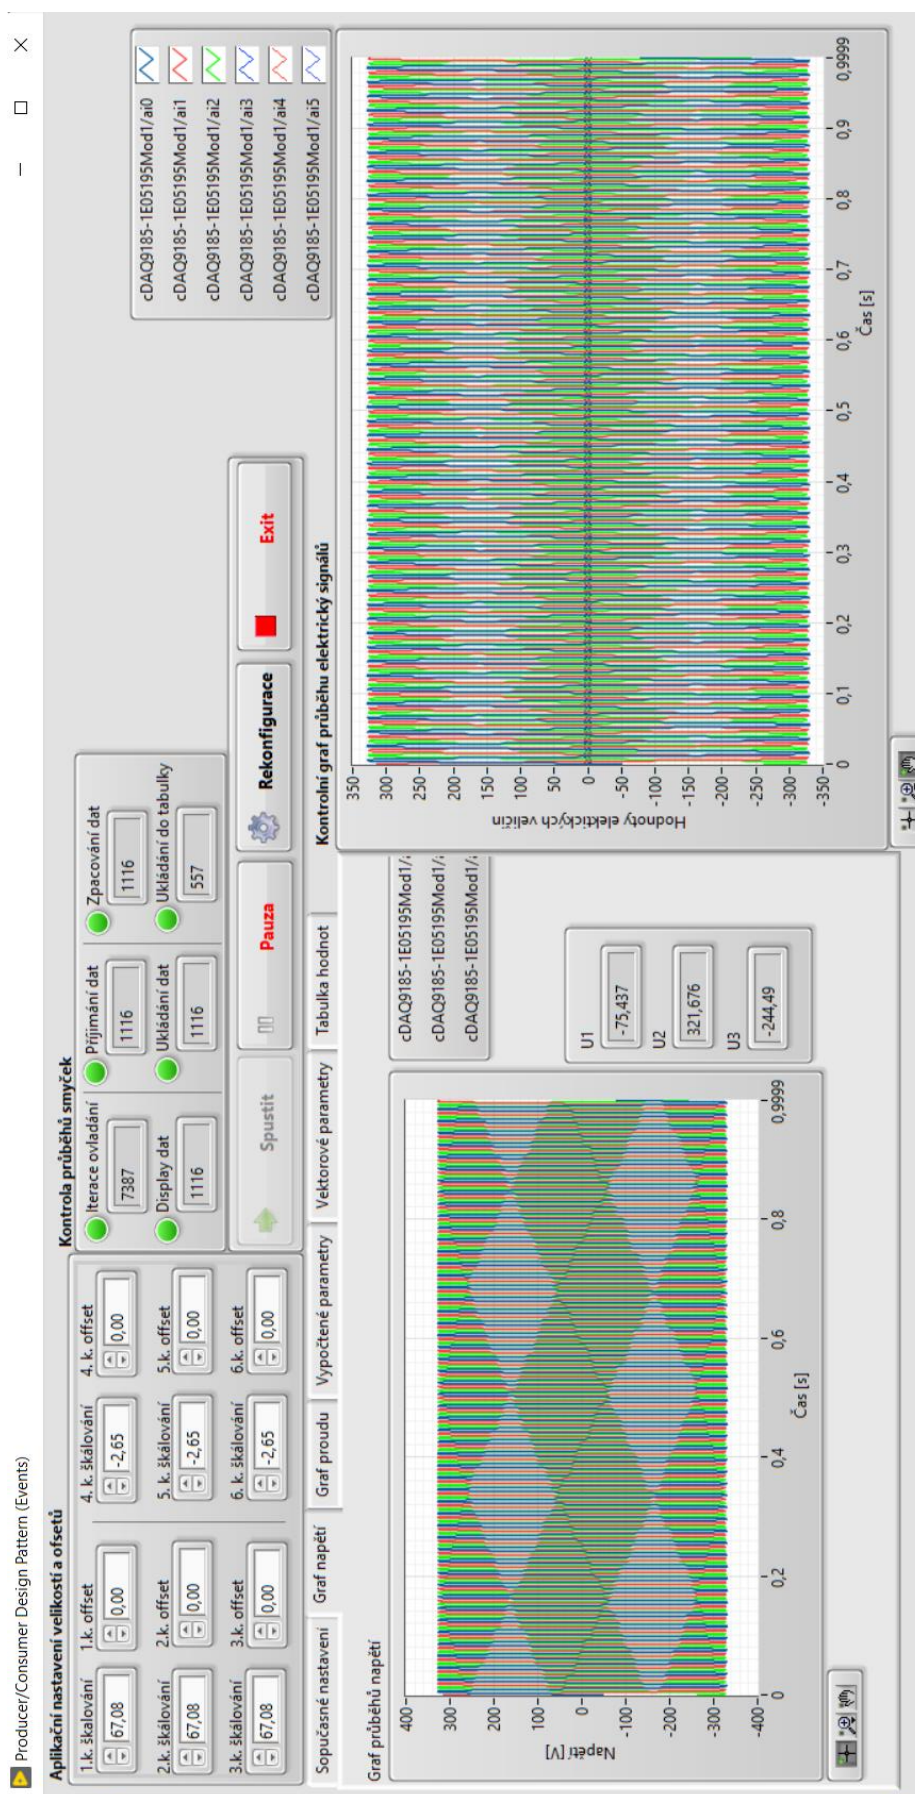 Producer/Consumer Design Pattern (Events)
Aplikační nastavení velikostí a ofsetů
1.k. škálování 1.k. offset 4. k. škálování 4. k. offset
67,08 0,00 -2,65 0,00
2.k. škálování 2.k. offset 5. k. škálování 5.k. offset
67,08 0,00 -2,65 0,00
3.k. škálování 3.k. offset 6. k. škálování 6.k. offset
67,08 0,00 -2,65 0,00
Kontrola průběhů smyček
Iterace ovladání Příjimání dat Zpacování dat
7387 1116 1116
Display dat Ukládání dat Ukládání do tabulky
1116 1116 557
Spustit Pauza Rekonfigurace Exit
cDAQ9185-1E05195Mod1/ai0
cDAQ9185-1E05195Mod1/ai1
cDAQ9185-1E05195Mod1/ai2
cDAQ9185-1E05195Mod1/ai3
cDAQ9185-1E05195Mod1/ai4
cDAQ9185-1E05195Mod1/ai5
Sopučasné nastavení Graf napětí Graf proudu Vypočtené parametry Vektorové parametry Tabulka hodnot
Graf průběhů napětí
cDAQ9185-1E05195Mod1/
cDAQ9185-1E05195Mod1/
cDAQ9185-1E05195Mod1/
Napětí [V]
400
300
200
100
0
-100
-200
-300
-400
0 0,2 0,4 0,6 0,8 0,9999
Čas [s]
U1
-75,437
U2
321,676
U3
-244,49
Kontrolní graf průběhu elektrický signálů
Hodnoty elektických veličin
350
300
250
200
150
100
50
0
-50
-100
-150
-200
-250
-300
-350
0 0,1 0,2 0,3 0,4 0,5 0,6 0,7 0,8 0,9 0,9999
Čas [s]